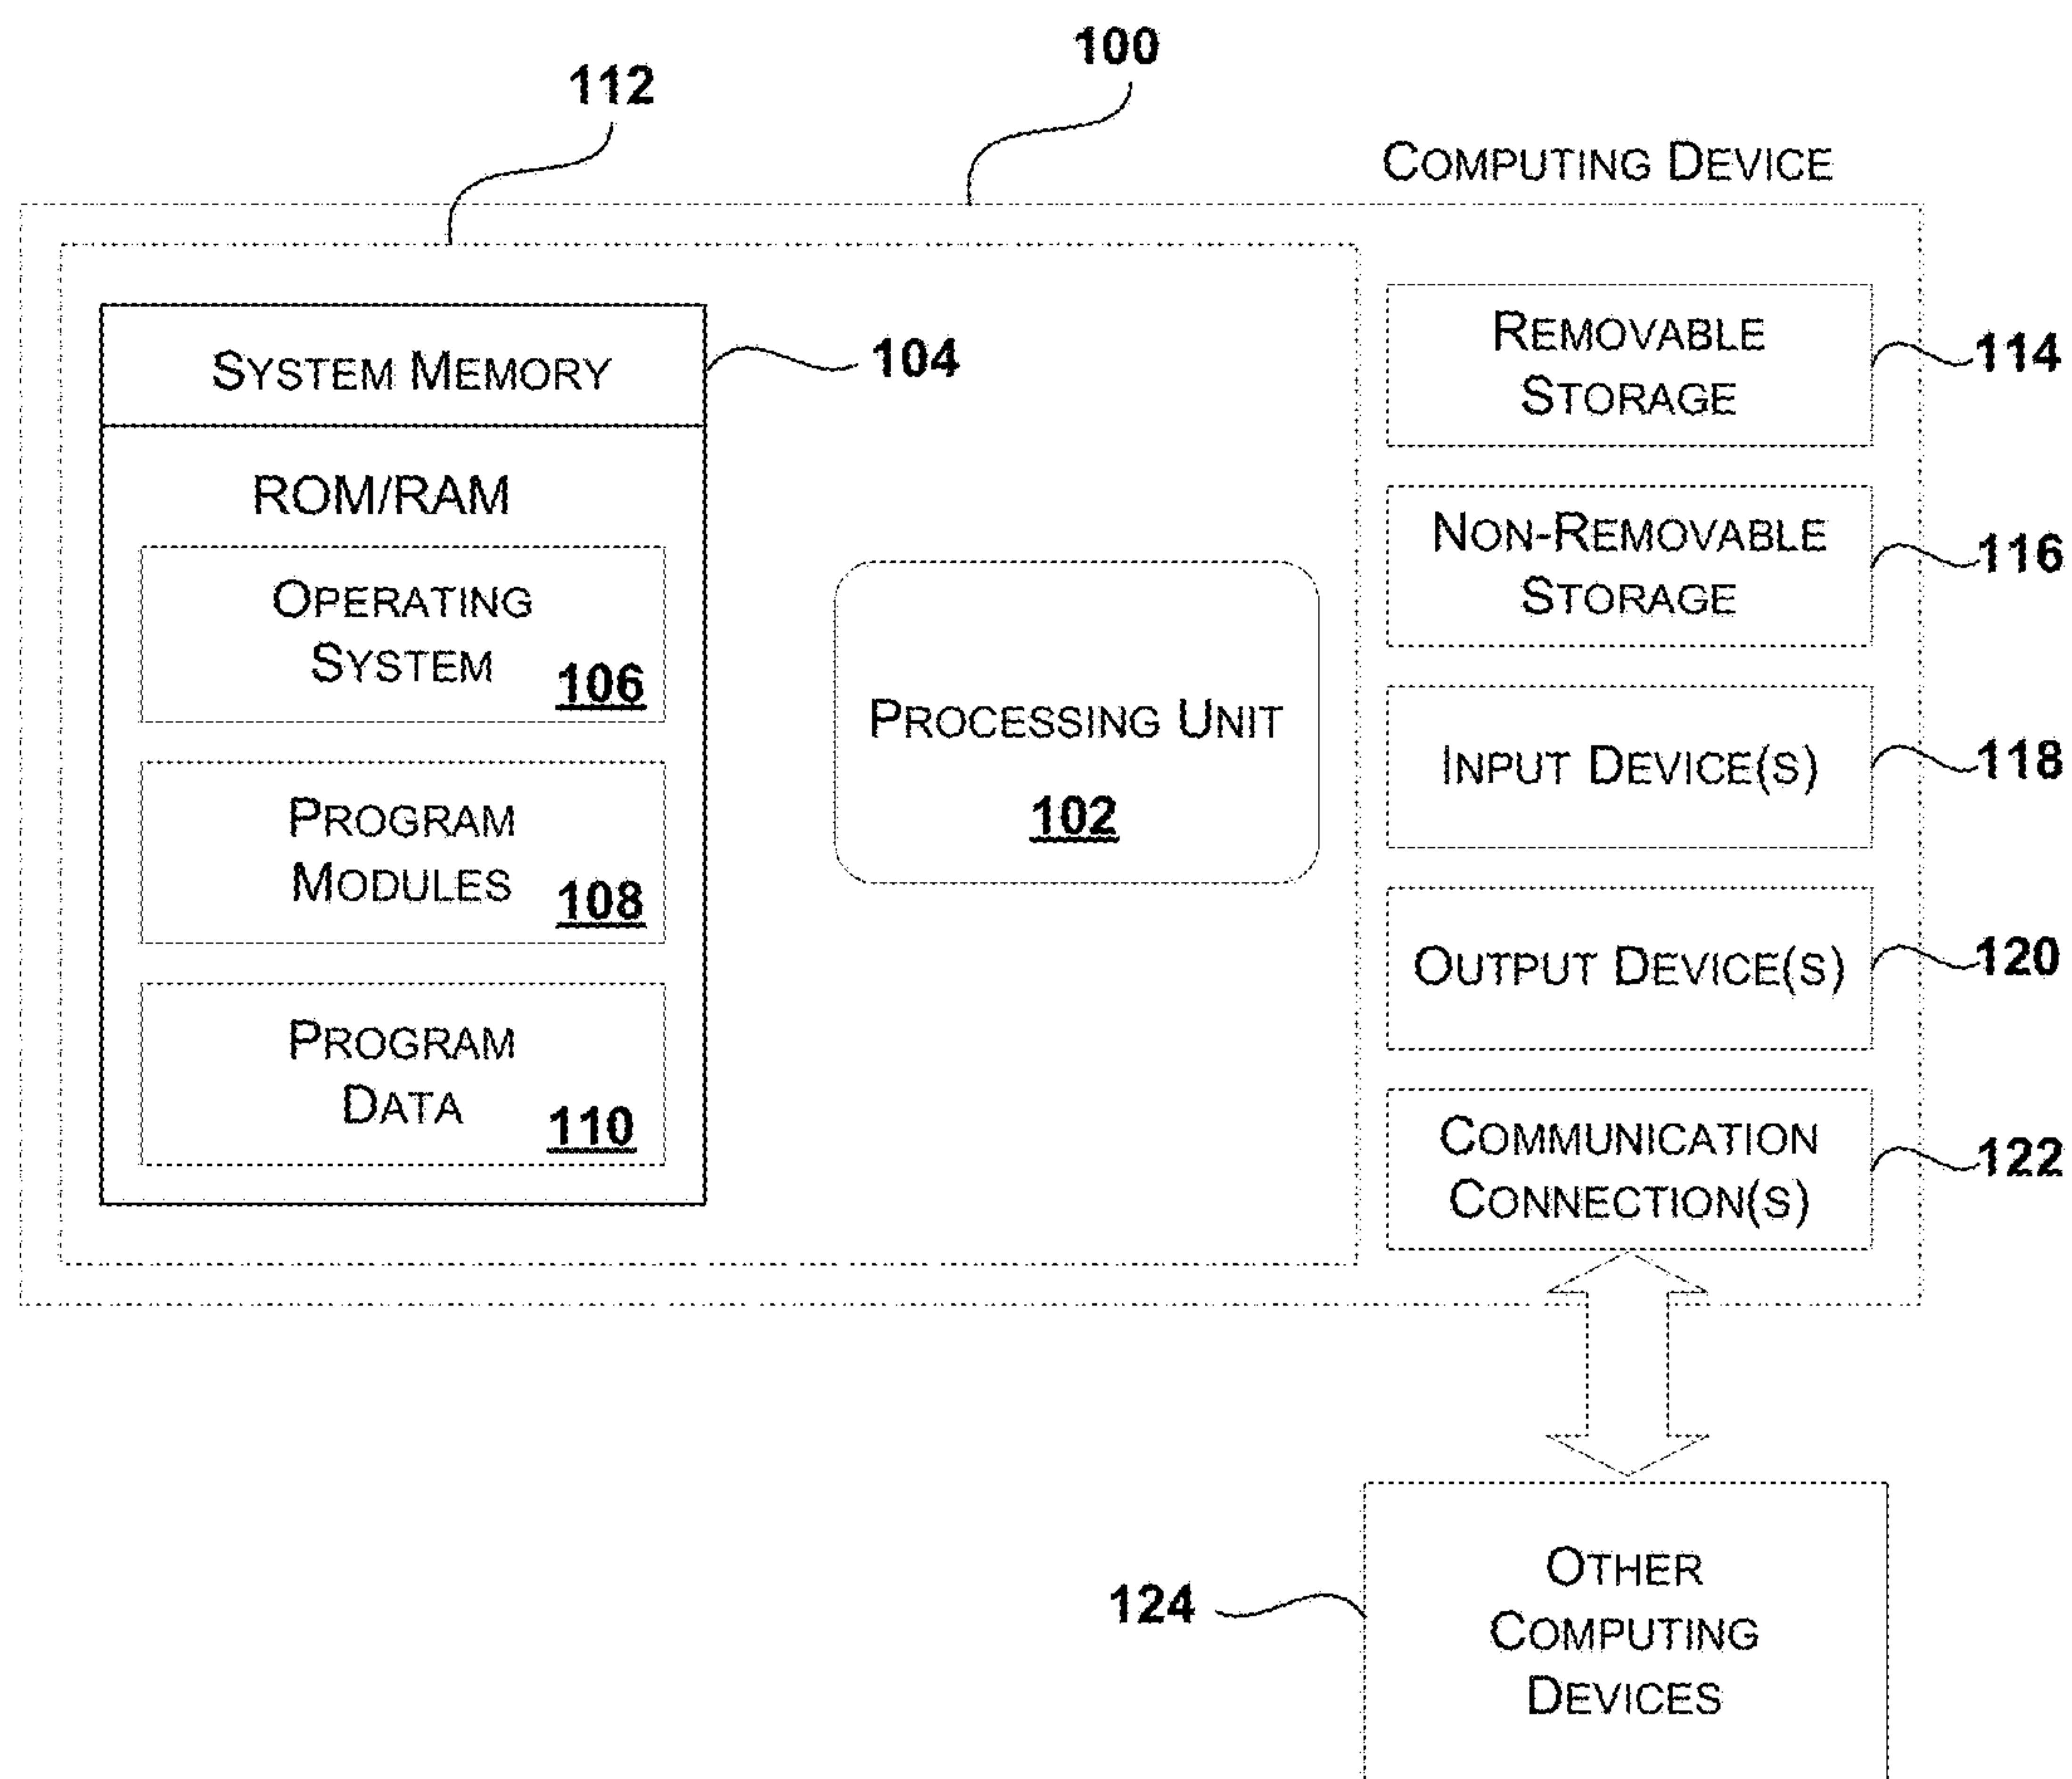 100
112
COMPUTING DEVICE
SYSTEM MEMORY
104
ROM/RAM
OPERATING
SYSTEM
106
PROGRAM
MODULES
108
PROGRAM
DATA
110
PROCESSING UNIT
102
REMOVABLE
STORAGE
114
NON-REMOVABLE
STORAGE
116
INPUT DEVICE(S)
118
OUTPUT DEVICE(S)
120
COMMUNICATION
CONNECTION(S)
122
124
OTHER
COMPUTING
DEVICES